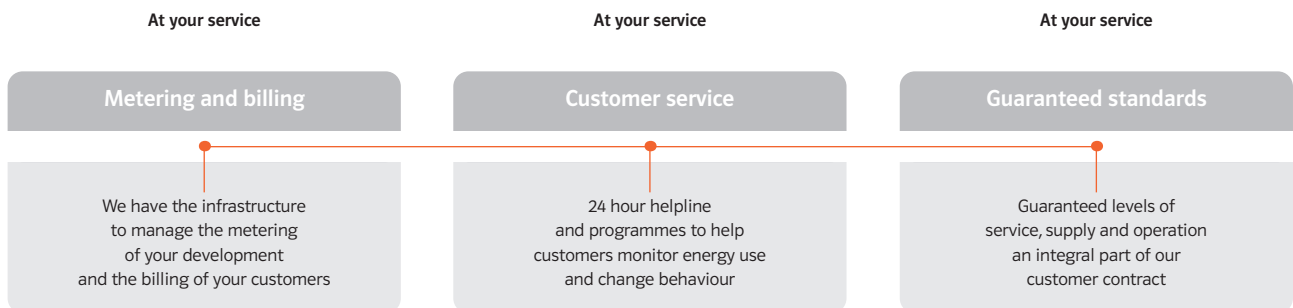 At your service
Metering and billing
We have the infrastructure
to manage the metering
of your development
and the billing of your customers
At your service
Customer service
24 hour helpline
and programmes to help
customers monitor energy use
and change behaviour
At your service
Guaranteed standards
Guaranteed levels of
service, supply and operation
an integral part of our
customer contract